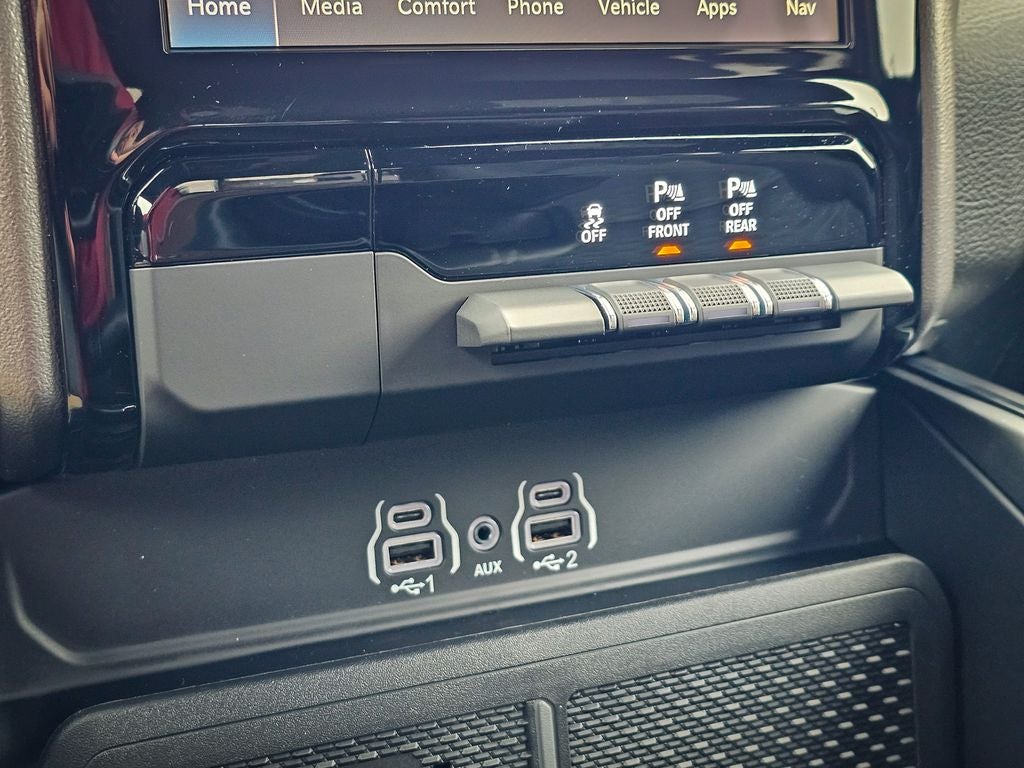 Home Media Comfort Phone Vehicle Apps Nav
OFF
P OFF FRONT
P OFF REAR
1
AUX
2